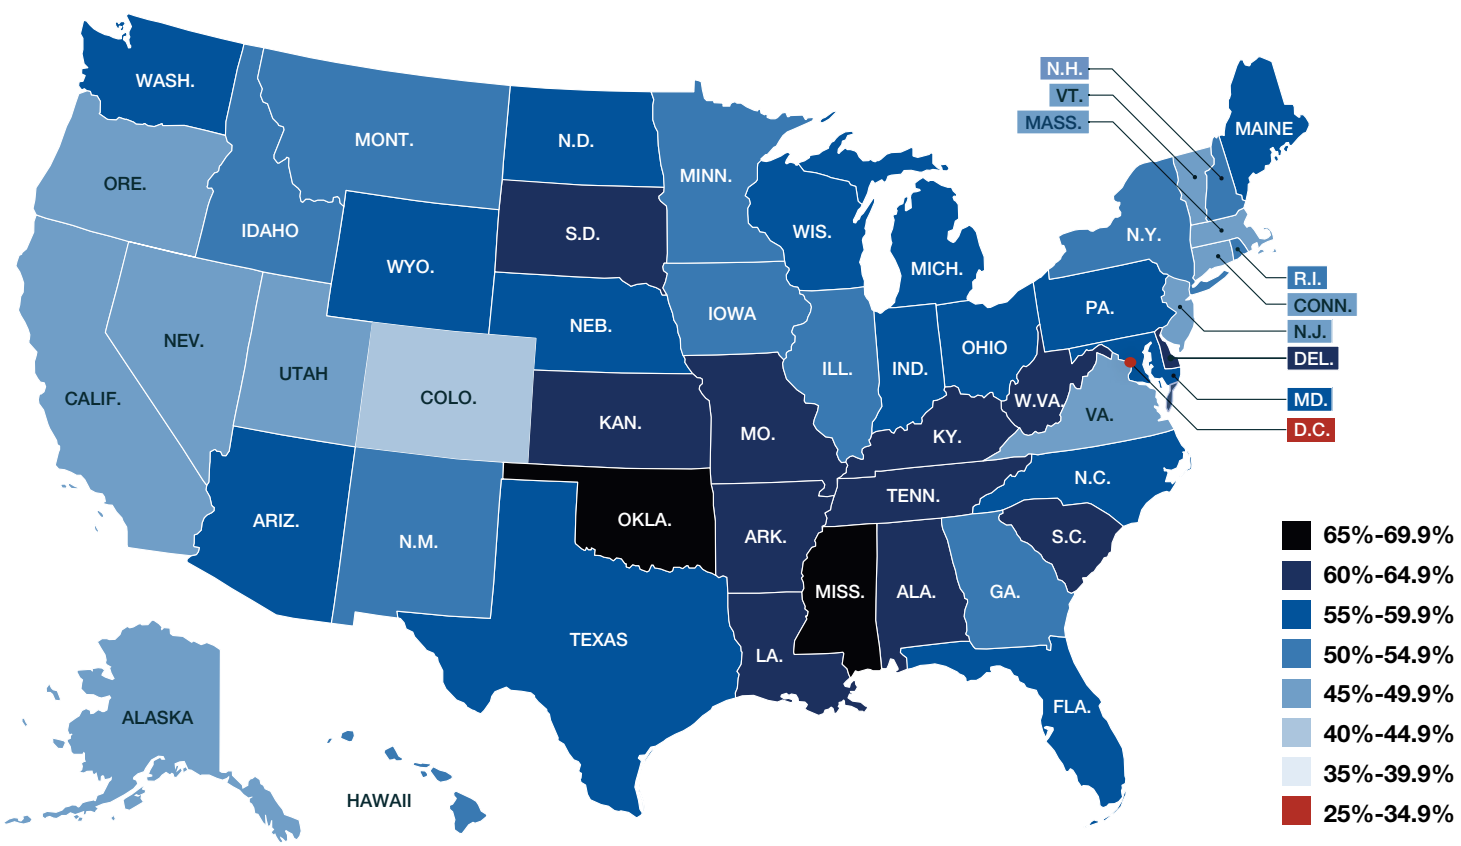 N.H.
WASH.
VT.
MASS.
MAINE
MONT.
N.D.
MINN.
ORE.
IDAHO
S.D.
WIS.
N.Y.
WYO.
MICH.
R.I.
CONN.
PA.
NEB.
IOWA
N.J.
NEV.
OHIO
DEL.
UTAH
ILL.
IND.
CALIF.
COLO.
W.VA.
MD.
VA.
KAN.
MO.
KY.
D.C.
N.C.
TENN.
ARIZ.
OKLA.
N.M.
ARK.
S.C.
65%-69.9%
60%-64.9%
MISS.
ALA.
GA.
55%-59.9%
TEXAS
LA.
50%-54.9%
45%-49.9%
FLA.
ALASKA
40%-44.9%
35%-39.9%
HAWAII
25%-34.9%